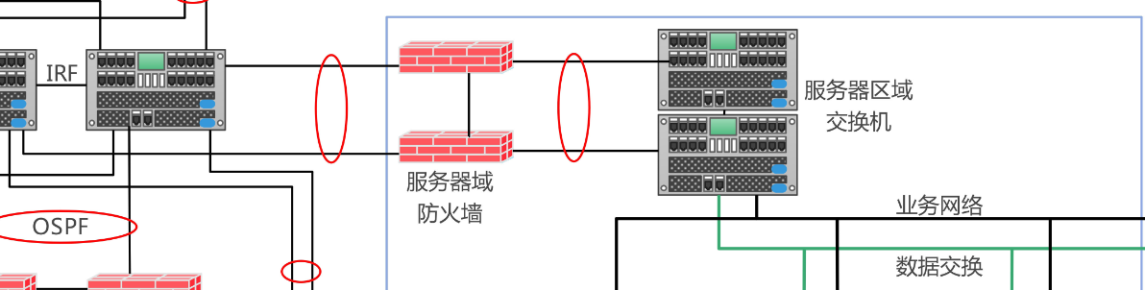 IRF
服务器区域
交换机
服务器域
防火墙
业务网络
OSPF
数据交换